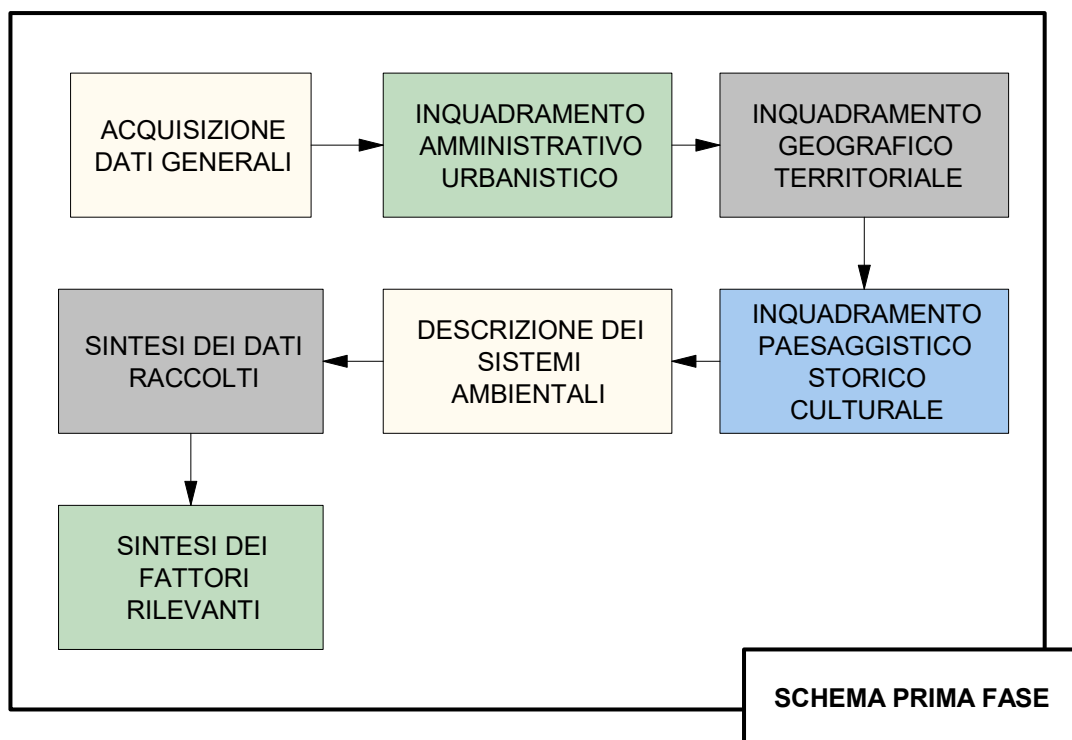 ACQUISIZIONE
DATI GENERALI
INQUADRAMENTO
AMMINISTRATIVO
URBANISTICO
INQUADRAMENTO
GEOGRAFICO
TERRITORIALE
INQUADRAMENTO
PAESAGGISTICO
STORICO
CULTURALE
DESCRIZIONE DEI
SISTEMI
AMBIENTALI
SINTESI DEI DATI
RACCOLTI
SINTESI DEI
FATTORI
RILEVANTI
SCHEMA PRIMA FASE